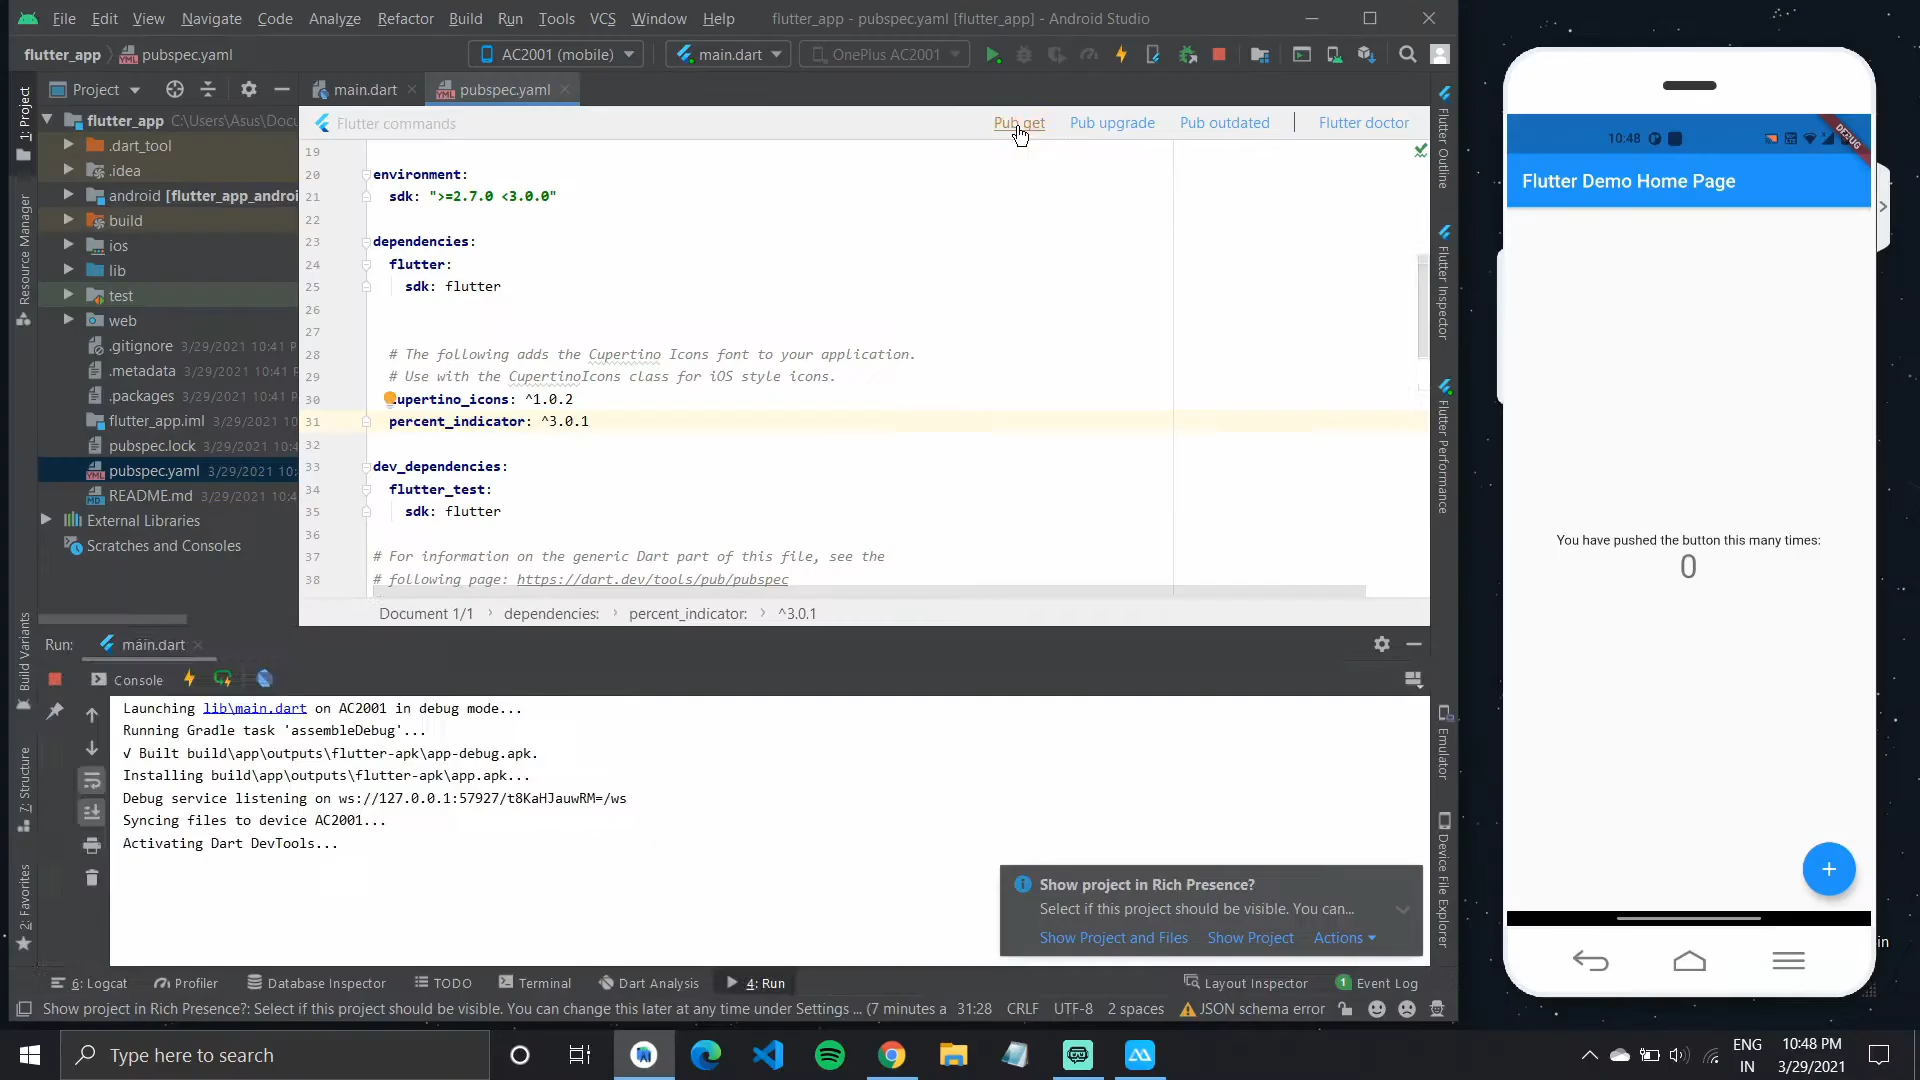 File Edit View Navigate Code Analyze Refactor Build Run Tools VCS Window Help flutter_app - pubspec.yaml [flutter_app] - Android Studio
flutter_app pubspec.yaml AC2001 (mobile) main.dart OnePlus AC2001
1: Project
Resource Manager
Build Variants
7: Structure
2: Favorites
Project
flutter_app C:\Users\Asus\Docu
.dart_tool
.idea
android [flutter_app_androi
build
ios
lib
test
web
.gitignore 3/29/2021 10:41 P
.metadata 3/29/2021 10:41 P
.packages 3/29/2021 10:41 P
flutter_app.iml 3/29/2021 10:41
pubspec.lock 3/29/2021 10:4
pubspec.yaml 3/29/2021 10:
README.md 3/29/2021 10:4
External Libraries
Scratches and Consoles
main.dart pubspec.yaml
Flutter commands Pub get Pub upgrade Pub outdated Flutter doctor
19
20 environment:
21 sdk: ">=2.7.0 <3.0.0"
22
23 dependencies:
24 flutter:
25 sdk: flutter
26
27
28 # The following adds the Cupertino Icons font to your application.
29 # Use with the CupertinoIcons class for iOS style icons.
30 upertino_icons: ^1.0.2
31 percent_indicator: ^3.0.1
32
33 dev_dependencies:
34 flutter_test:
35 sdk: flutter
36
37 # For information on the generic Dart part of this file, see the
38 # following page: https://dart.dev/tools/pub/pubspec
Document 1/1 dependencies: percent_indicator: ^3.0.1
Flutter Outline
Flutter Inspector
Flutter Performance
Emulator
Device File Explorer
Run: main.dart
Console
Launching lib\main.dart on AC2001 in debug mode...
Running Gradle task 'assembleDebug'...
√ Built build\app\outputs\flutter-apk\app-debug.apk.
Installing build\app\outputs\flutter-apk\app.apk...
Debug service listening on ws://127.0.0.1:57927/t8KaHJauwRM=/ws
Syncing files to device AC2001...
Activating Dart DevTools...
Show project in Rich Presence?
Select if this project should be visible. You can...
Show Project and Files Show Project Actions
6: Logcat Profiler Database Inspector TODO Terminal Dart Analysis 4: Run Layout Inspector 1 Event Log
Show project in Rich Presence?: Select if this project should be visible. You can change this later at any time under Settings ... (7 minutes a 31:28 CRLF UTF-8 2 spaces JSON schema error
10:48
DEBUG
Flutter Demo Home Page
You have pushed the button this many times:
0
+
in
Type here to search
ENG
IN
10:48 PM
3/29/2021